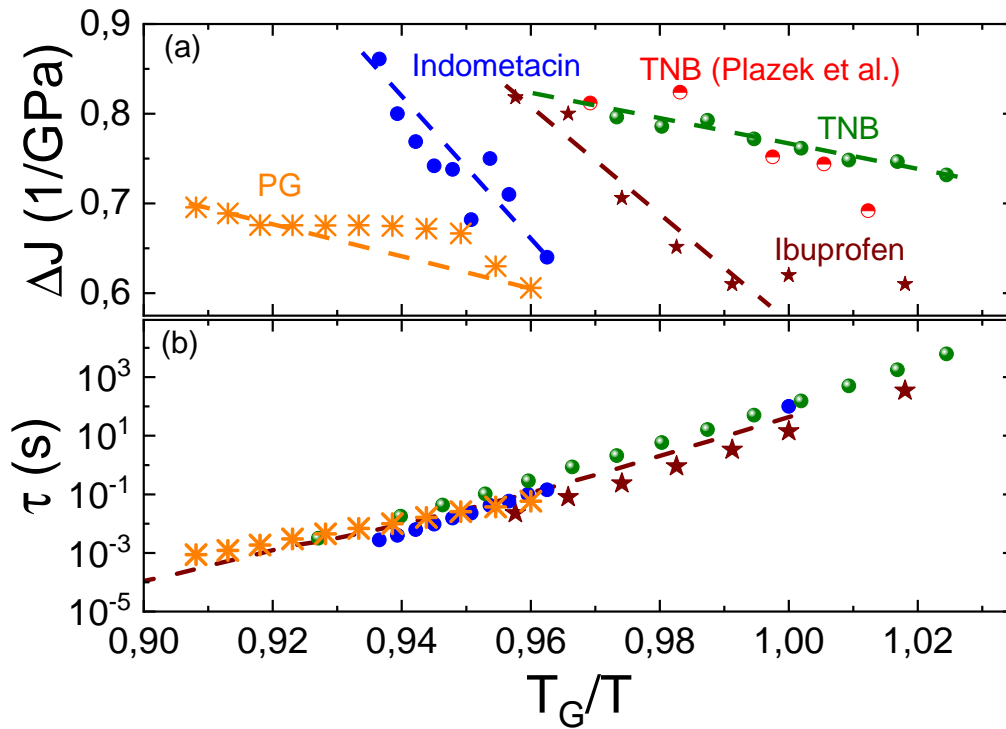 (a)
Indometacin
TNB (Plazek et al.)
TNB
PG
Ibuprofen
0,9
0,8
0,7
0,6
ΔJ (1/GPa)
(b)
10³
10¹
10⁻¹
10⁻³
10⁻⁵
τ (s)
0,90 0,92 0,94 0,96 0,98 1,00 1,02
T_G/T